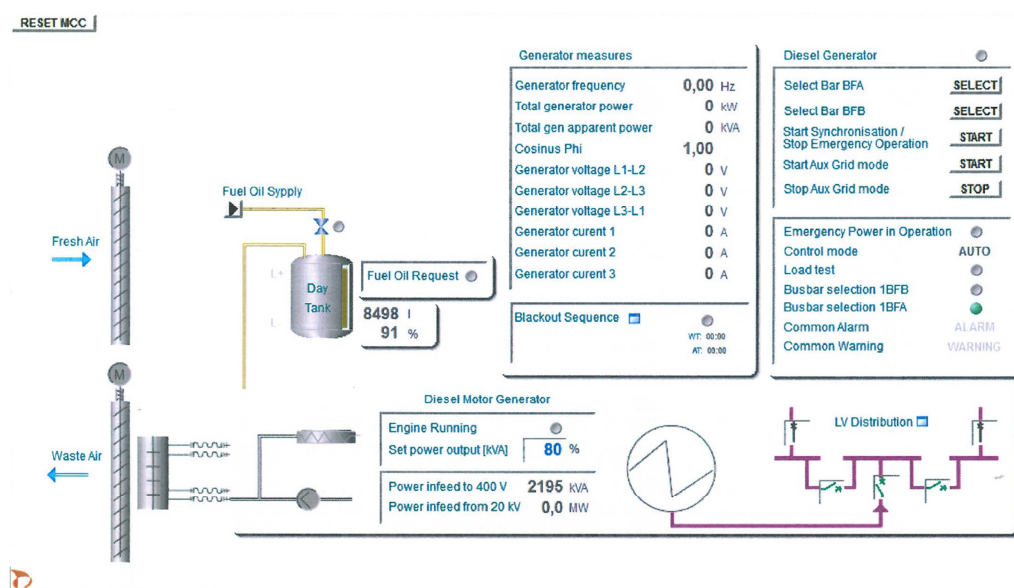 RESET MCC
Generator measures
Generator frequency 0,00 Hz
Total generator power 0 kW
Total gen apparent power 0 kVA
Cosinus Phi 1,00
Generator voltage L1-L2 0 V
Generator voltage L2-L3 0 V
Generator voltage L3-L1 0 V
Generator curent 1 0 A
Generator curent 2 0 A
Generator curent 3 0 A
Blackout Sequence
WT: 00:00
AT: 00:00
Diesel Generator
Select Bar BFA SELECT
Select Bar BFB SELECT
Start Synchronisation /
Stop Emergency Operation START
Start Aux Grid mode START
Stop Aux Grid mode STOP
Emergency Power in Operation
Control mode AUTO
Load test
Busbar selection 1BFB
Busbar selection 1BFA
Common Alarm ALARM
Common Warning WARNING
M
Fresh Air
Fuel Oil Sypply
L+
L
Day
Tank
Fuel Oil Request
8498 l
91 %
M
Waste Air
Diesel Motor Generator
Engine Running
Set power output [kVA] 80 %
Power infeed to 400 V 2195 kVA
Power infeed from 20 kV 0,0 MW
LV Distribution